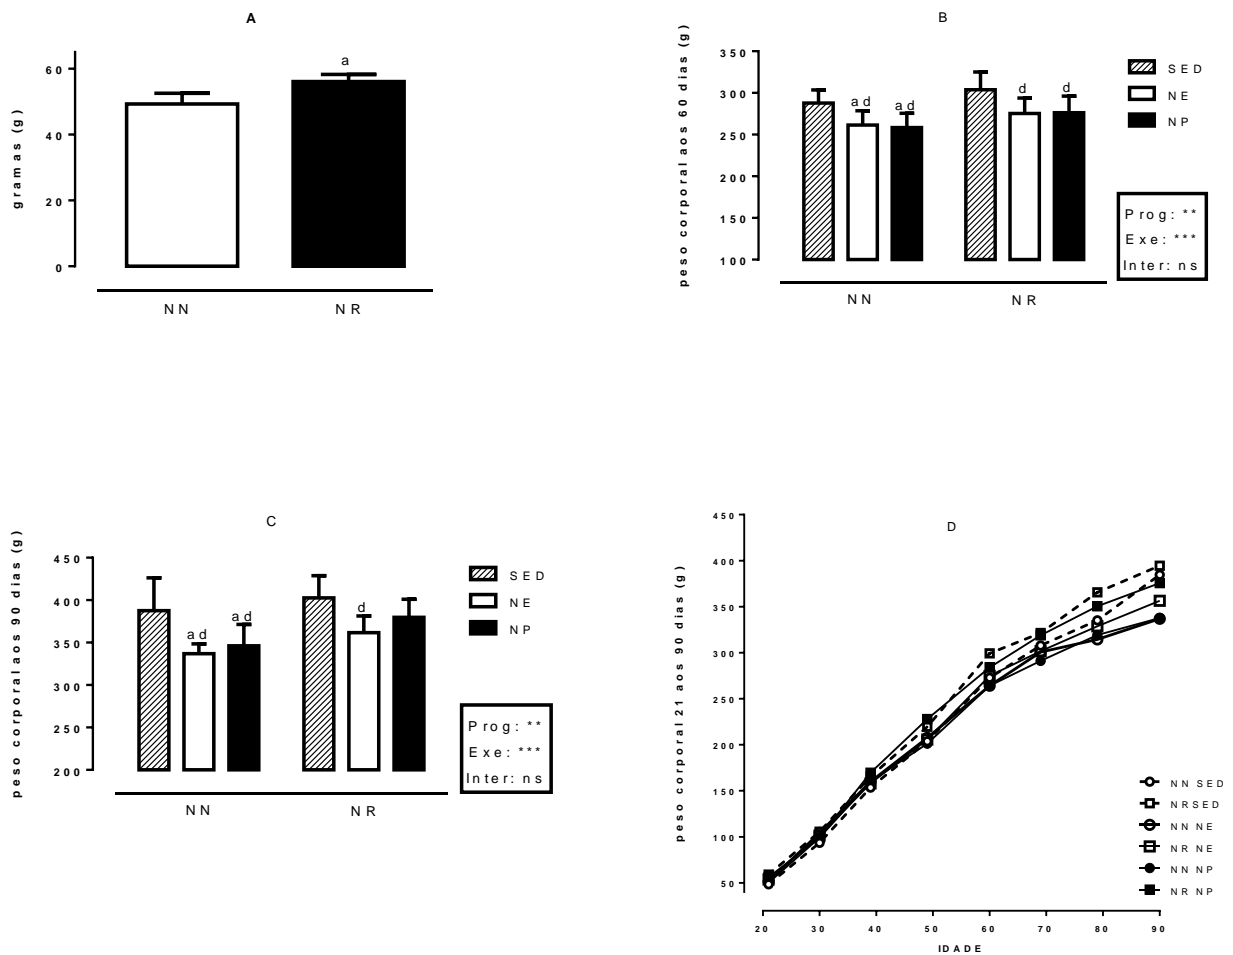 A
gramas (g)
60
40
20
0
a
NN
NR
B
peso corporal aos 60 dias (g)
350
300
250
200
150
100
a d
a d
d
d
NN
NR
SED
NE
NP
Prog: **
Exe: ***
Inter: ns
C
peso corporal aos 90 dias (g)
450
400
350
300
250
200
a d
a d
d
NN
NR
SED
NE
NP
Prog: **
Exe: ***
Inter: ns
D
peso corporal 21 aos 90 dias (g)
450
400
350
300
250
200
150
100
50
20 30 40 50 60 70 80 90
IDADE
NN SED
NRSED
NN NE
NR NE
NN NP
NR NP